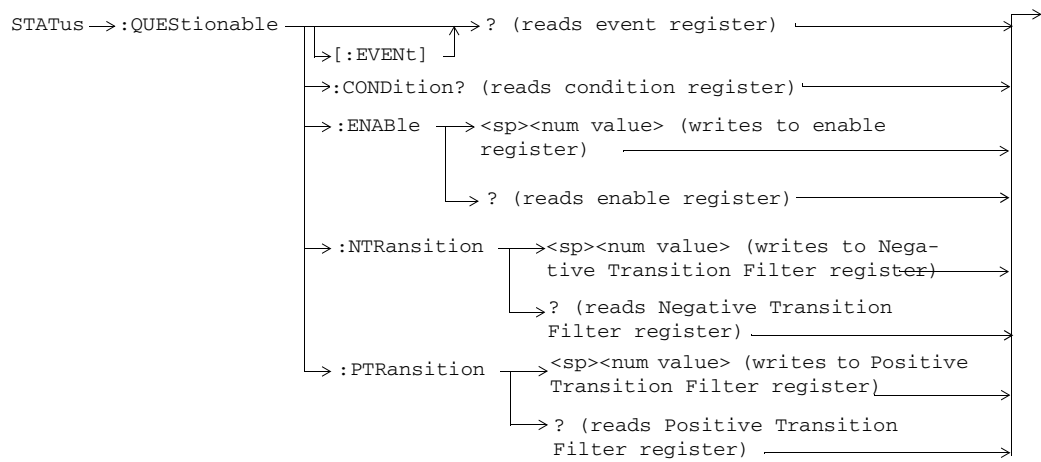 STATus :QUEStionable ? (reads event register)
[:EVENt]
:CONDition? (reads condition register)
:ENABle <sp><num value> (writes to enable
register)
? (reads enable register)
:NTRansition <sp><num value> (writes to Nega-
tive Transition Filter register)
? (reads Negative Transition
Filter register)
:PTRansition <sp><num value> (writes to Positive
Transition Filter register)
? (reads Positive Transition
Filter register)